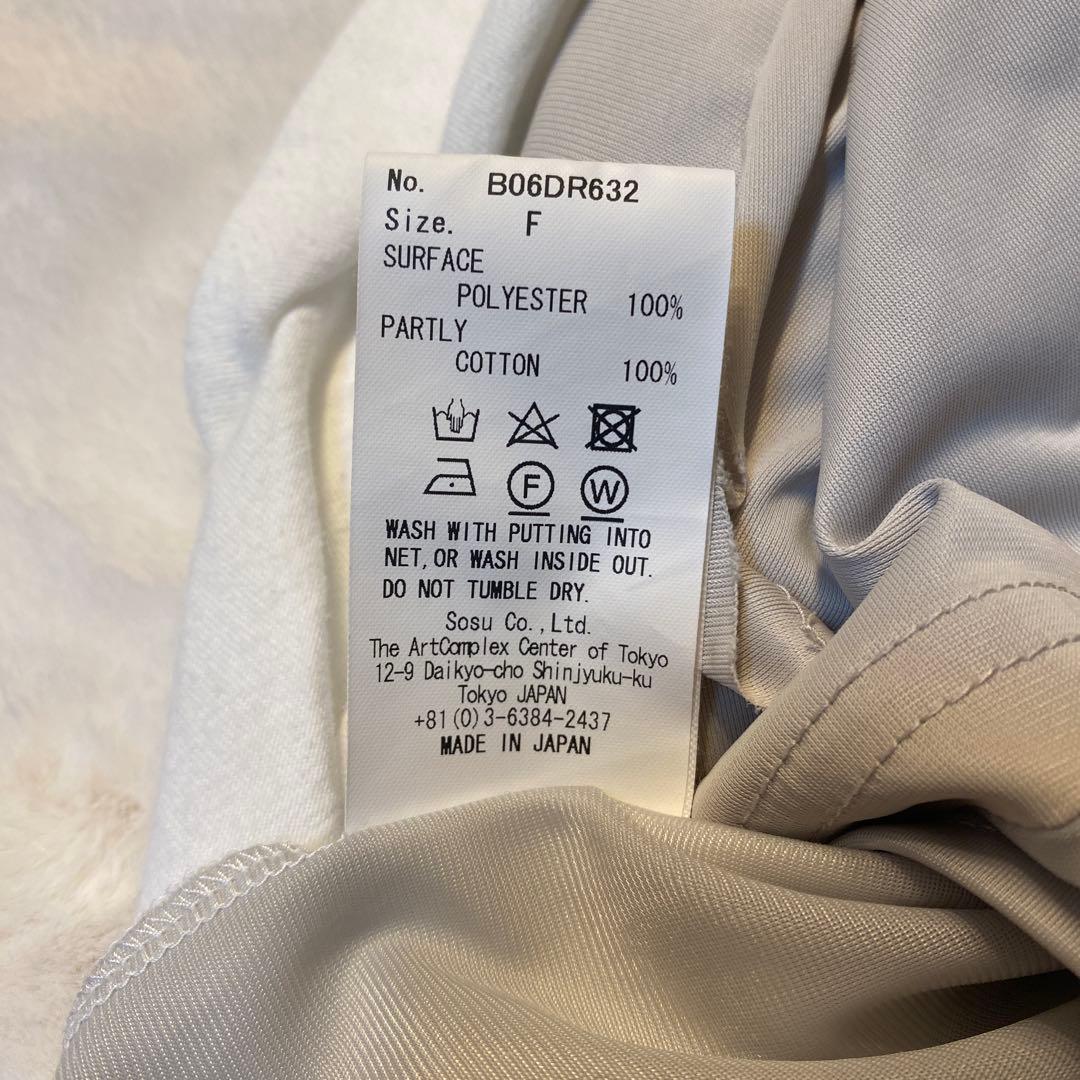 No. B06DR632
Size. F
SURFACE
POLYESTER 100%
PARTLY
COTTON 100%
F W
WASH WITH PUTTING INTO
NET, OR WASH INSIDE OUT.
DO NOT TUMBLE DRY.
Sosu Co.,Ltd.
The ArtComplex Center of Tokyo
12-9 Daikyo-cho Shinjyuku-ku
Tokyo JAPAN
+81(0)3-6384-2437
MADE IN JAPAN